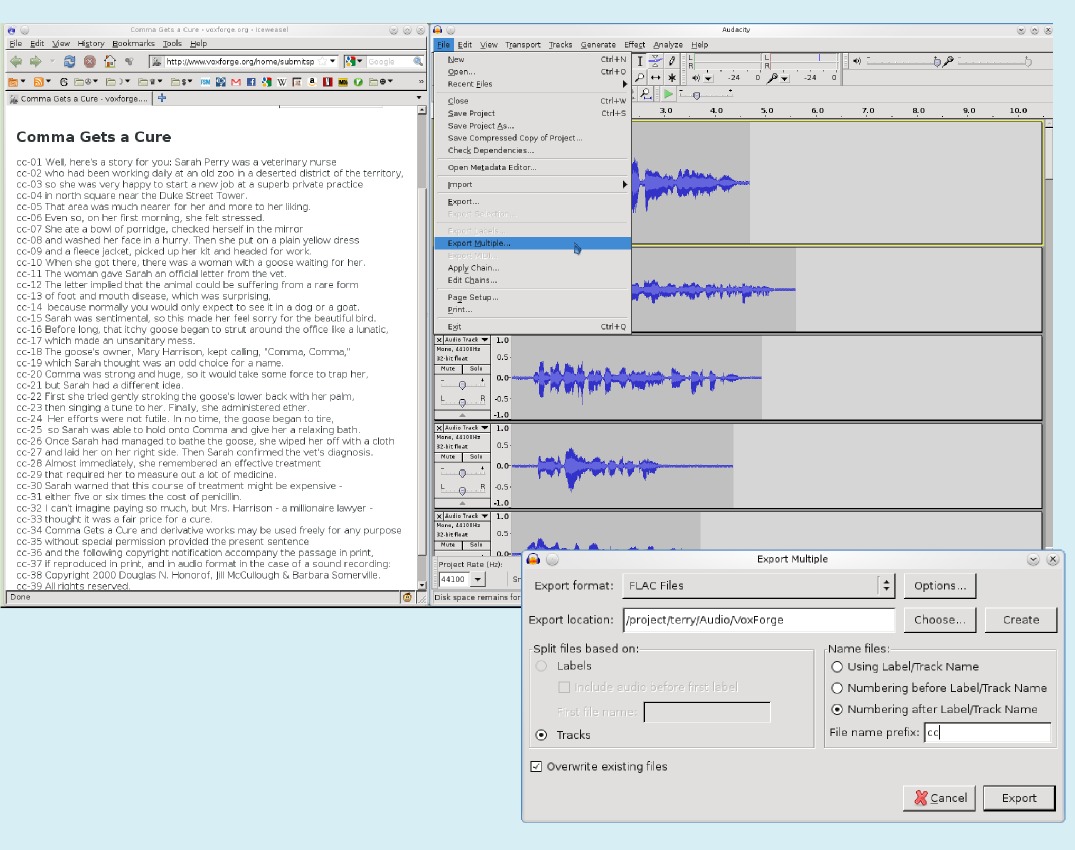 Comma Gets a Cure - voxforge.org - Iceweasel
File Edit View History Bookmarks Tools Help
http://www.voxforge.org/home/submitsp
Google
Comma Gets a Cure - voxforge....
Comma Gets a Cure
cc-01 Well, here's a story for you: Sarah Perry was a veterinary nurse
cc-02 who had been working daily at an old zoo in a deserted district of the territory,
cc-03 so she was very happy to start a new job at a superb private practice
cc-04 in north square near the Duke Street Tower.
cc-05 That area was much nearer for her and more to her liking.
cc-06 Even so, on her first morning, she felt stressed.
cc-07 She ate a bowl of porridge, checked herself in the mirror
cc-08 and washed her face in a hurry. Then she put on a plain yellow dress
cc-09 and a fleece jacket, picked up her kit and headed for work.
cc-10 When she got there, there was a woman with a goose waiting for her.
cc-11 The woman gave Sarah an official letter from the vet.
cc-12 The letter implied that the animal could be suffering from a rare form
cc-13 of foot and mouth disease, which was surprising,
cc-14 because normally you would only expect to see it in a dog or a goat.
cc-15 Sarah was sentimental, so this made her feel sorry for the beautiful bird.
cc-16 Before long, that itchy goose began to strut around the office like a lunatic,
cc-17 which made an unsanitary mess.
cc-18 The goose's owner, Mary Harrison, kept calling, "Comma, Comma,"
cc-19 which Sarah thought was an odd choice for a name.
cc-20 Comma was strong and huge, so it would take some force to trap her,
cc-21 but Sarah had a different idea.
cc-22 First she tried gently stroking the goose's lower back with her palm,
cc-23 then singing a tune to her. Finally, she administered ether.
cc-24 Her efforts were not futile. In no time, the goose began to tire,
cc-25 so Sarah was able to hold onto Comma and give her a relaxing bath.
cc-26 Once Sarah had managed to bathe the goose, she wiped her off with a cloth
cc-27 and laid her on her right side. Then Sarah confirmed the vet's diagnosis.
cc-28 Almost immediately, she remembered an effective treatment
cc-29 that required her to measure out a lot of medicine.
cc-30 Sarah warned that this course of treatment might be expensive -
cc-31 either five or six times the cost of penicillin.
cc-32 I can't imagine paying so much, but Mrs. Harrison - a millionaire lawyer -
cc-33 thought it was a fair price for a cure.
cc-34 Comma Gets a Cure and derivative works may be used freely for any purpose
cc-35 without special permission provided the present sentence
cc-36 and the following copyright notification accompany the passage in print,
cc-37 if reproduced in print, and in audio format in the case of a sound recording:
cc-38 Copyright 2000 Douglas N. Honorof, Jill McCullough & Barbara Somerville.
cc-39 All rights reserved.
Done
Audacity
File Edit View Transport Tracks Generate Effect Analyze Help
New Ctrl+N
Open... Ctrl+O
Recent Files
Close Ctrl+W
Save Project Ctrl+S
Save Project As...
Save Compressed Copy of Project...
Check Dependencies...
Open Metadata Editor...
Import
Export...
Export Selection...
Export Labels...
Export Multiple...
Export MIDI...
Apply Chain...
Edit Chains...
Page Setup...
Print...
Exit Ctrl+Q
L
R
-24 0
L
R
-24 0
3.0 4.0 5.0 6.0 7.0 8.0 9.0 10.0
Audio Track
Mono, 44100Hz
32-bit float
Mute Solo
- +
L R
1.0
0.5
0.0
-0.5
-1.0
Audio Track
Mono, 44100Hz
32-bit float
Mute Solo
- +
L R
1.0
0.5
0.0
-0.5
-1.0
Audio Track
Mono, 44100Hz
32-bit float
Mute Solo
1.0
0.5
0.0
Project Rate (Hz):
44100
Disk space remains for
Export Multiple
Export format: FLAC Files Options...
Export location: /project/terry/Audio/VoxForge Choose... Create
Split files based on:
Labels
Include audio before first label
First file name:
Tracks
Name files:
Using Label/Track Name
Numbering before Label/Track Name
Numbering after Label/Track Name
File name prefix: cc
Overwrite existing files
Cancel Export